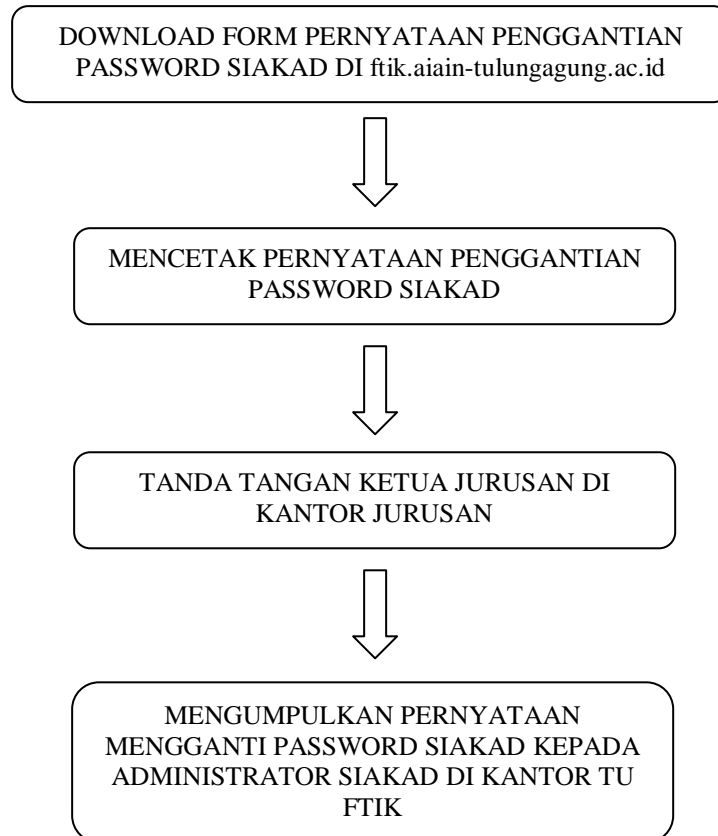 DOWNLOAD FORM PERNYATAAN PENGGANTIAN
PASSWORD SIAKAD DI ftik.aiain-tulungagung.ac.id
MENCETAK PERNYATAAN PENGGANTIAN
PASSWORD SIAKAD
TANDA TANGAN KETUA JURUSAN DI
KANTOR JURUSAN
MENGUMPULKAN PERNYATAAN
MENGGANTI PASSWORD SIAKAD KEPADA
ADMINISTRATOR SIAKAD DI KANTOR TU
FTIK